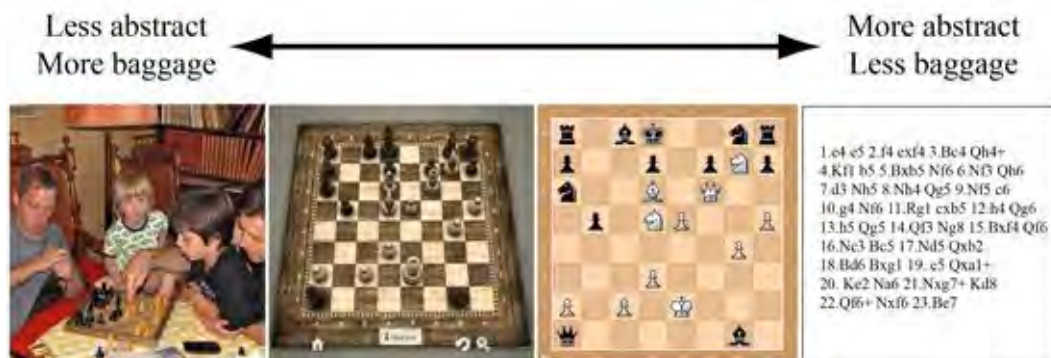 Less abstract
More baggage
More abstract
Less baggage
1.e4 e5 2.f4 exf4 3.Bc4 Qh4+
4.Kf1 b5 5.Bxb5 Nf6 6.Nf3 Qh6
7.d3 Nh5 8.Nh4 Qg5 9.Nf5 c6
10.g4 Nf6 11.Rg1 cxb5 12.h4 Qg6
13.h5 Qg5 14.Qf3 Ng8 15.Bxf4 Qf6
16.Nc3 Bc5 17.Nd5 Qxb2
18.Bd6 Bxg1 19. e5 Qxa1+
20. Ke2 Na6 21.Nxg7+ Kd8
22.Qf6+ Nxf6 23.Be7